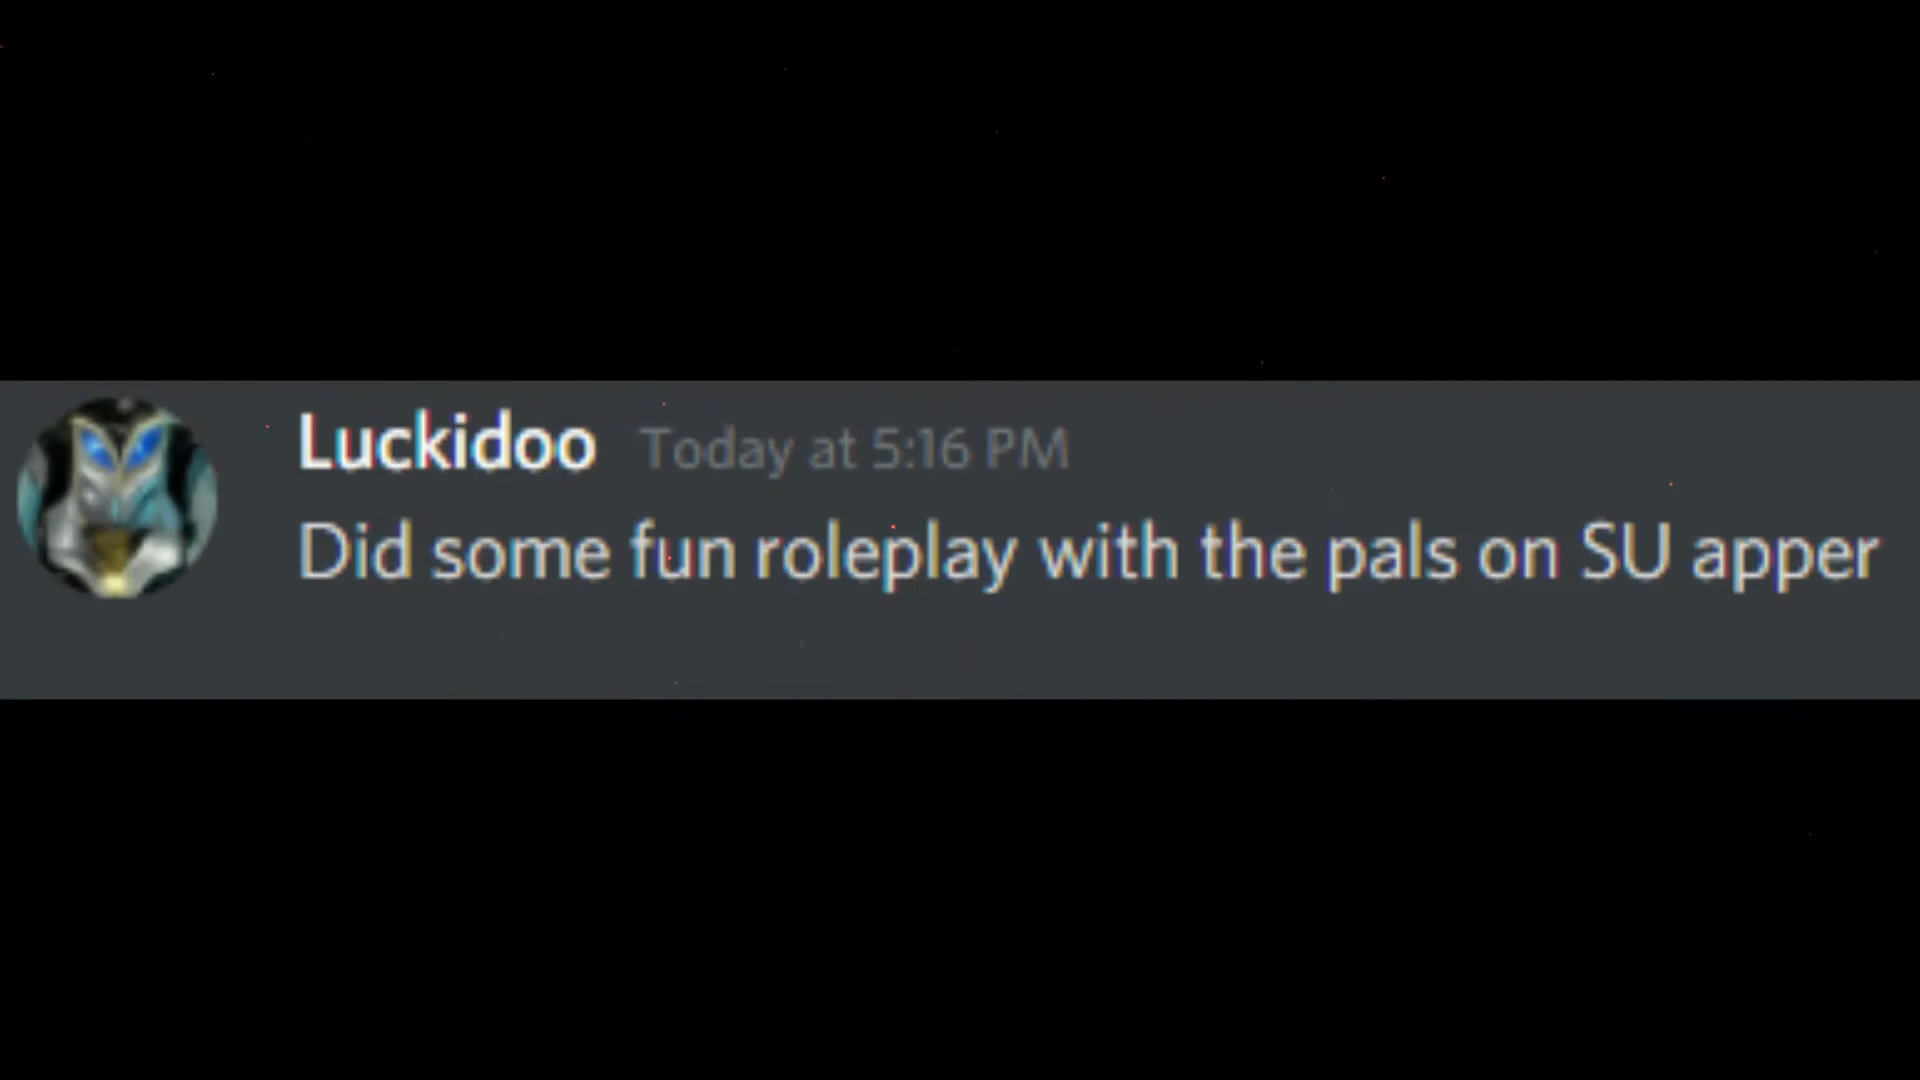 Luckidoo Today at 5:16 PM
Did some fun roleplay with the pals on SU apper